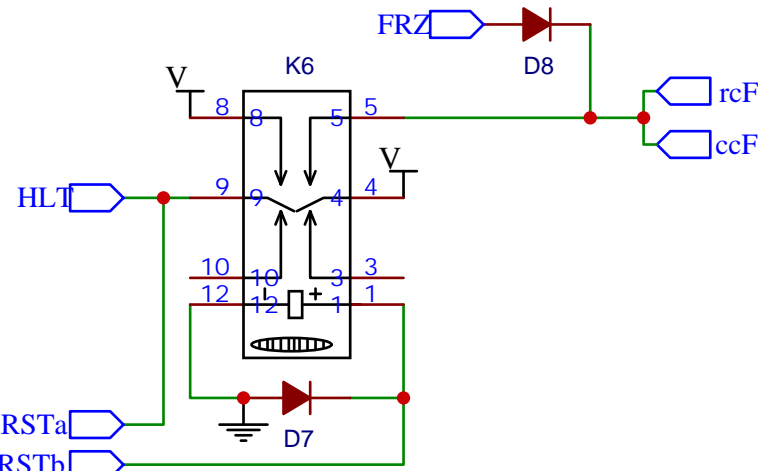 FRZ
D8
K6
V
8 8 5 5
rcF
ccF
V
HLT
9 9 4 4
10 10 3 3
12 12 - + 1 1
D7
RSTa
RSTb